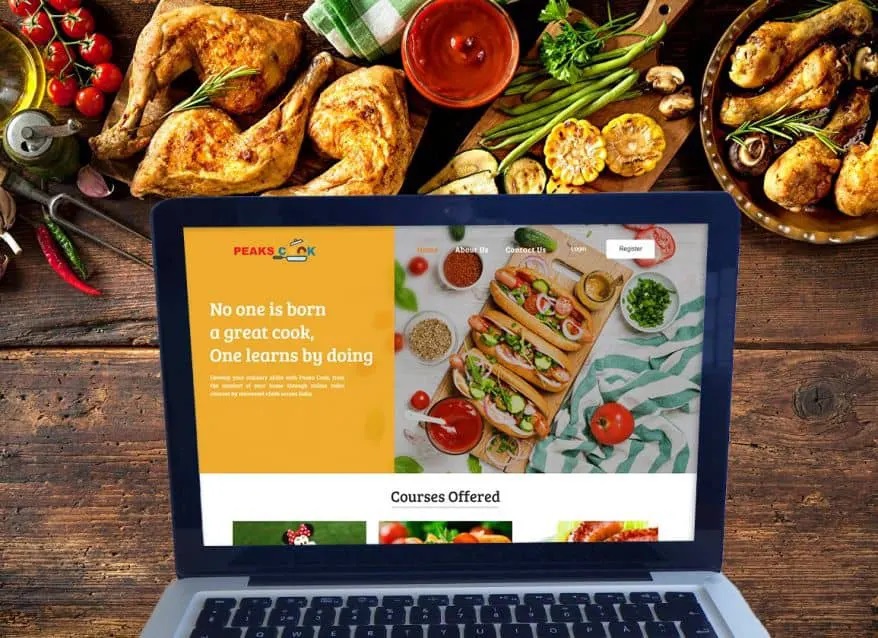 PEAKS COOK
Home
About Us
Contact Us
Login
Register
No one is born
a great cook,
One learns by doing
Develop your culinary skills with Peaks Cook, from
the comfort of your home through online video
classes by renowned chefs across India.
Courses Offered
Q W E R T Y U I O P Å